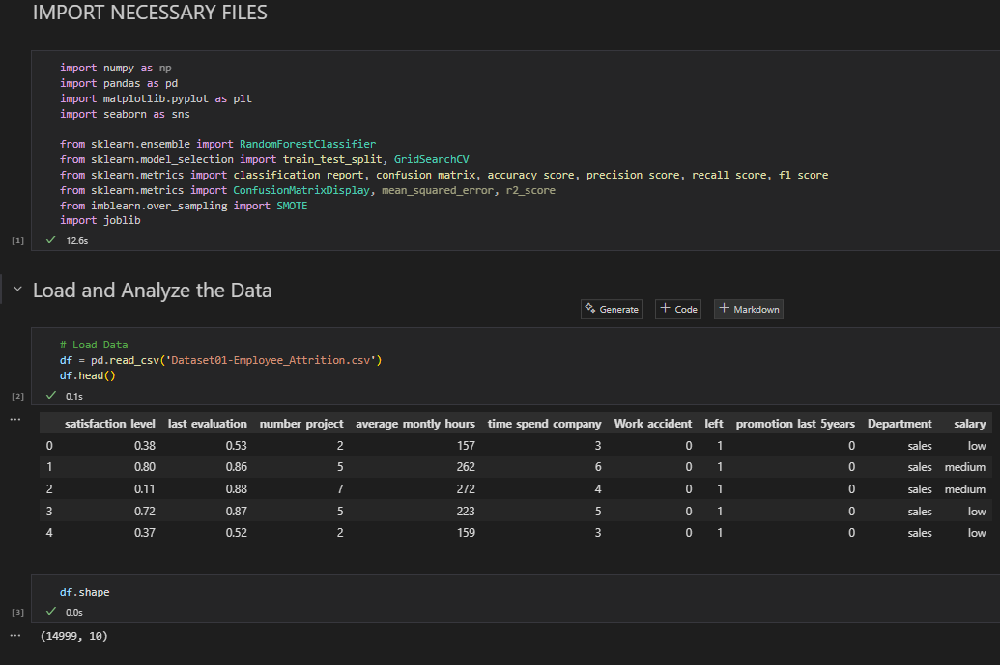 IMPORT NECESSARY FILES
import numpy as np
import pandas as pd
import matplotlib.pyplot as plt
import seaborn as sns
from sklearn.ensemble import RandomForestClassifier
from sklearn.model_selection import train_test_split, GridSearchCV
from sklearn.metrics import classification_report, confusion_matrix, accuracy_score, precision_score, recall_score, f1_score
from sklearn.metrics import ConfusionMatrixDisplay, mean_squared_error, r2_score
from imblearn.over_sampling import SMOTE
import joblib
[1] 12.6s
Load and Analyze the Data
Generate + Code + Markdown
# Load Data
df = pd.read_csv('Dataset01-Employee_Attrition.csv')
df.head()
[2] 0.1s
... satisfaction_level last_evaluation number_project average_montly_hours time_spend_company Work_accident left promotion_last_5years Department salary
0 0.38 0.53 2 157 3 0 1 0 sales low
1 0.80 0.86 5 262 6 0 1 0 sales medium
2 0.11 0.88 7 272 4 0 1 0 sales medium
3 0.72 0.87 5 223 5 0 1 0 sales low
4 0.37 0.52 2 159 3 0 1 0 sales low
df.shape
[3] 0.0s
... (14999, 10)